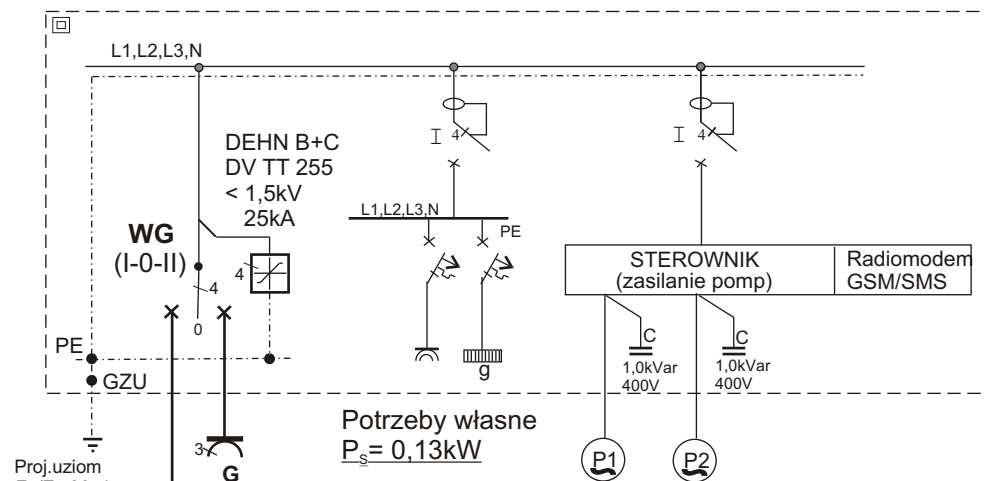 L1,L2,L3,N
DEHN B+C
DV TT 255
< 1,5kV
25kA
I 4
I 4
L1,L2,L3,N
PE
WG
(I-0-II)
4
4
0
STEROWNIK
(zasilanie pomp)
Radiomodem
GSM/SMS
C
1,0kVar
400V
C
1,0kVar
400V
g
PE
GZU
Potrzeby własne
Ps= 0,13kW
3
G
P1
P2
Proj.uziom